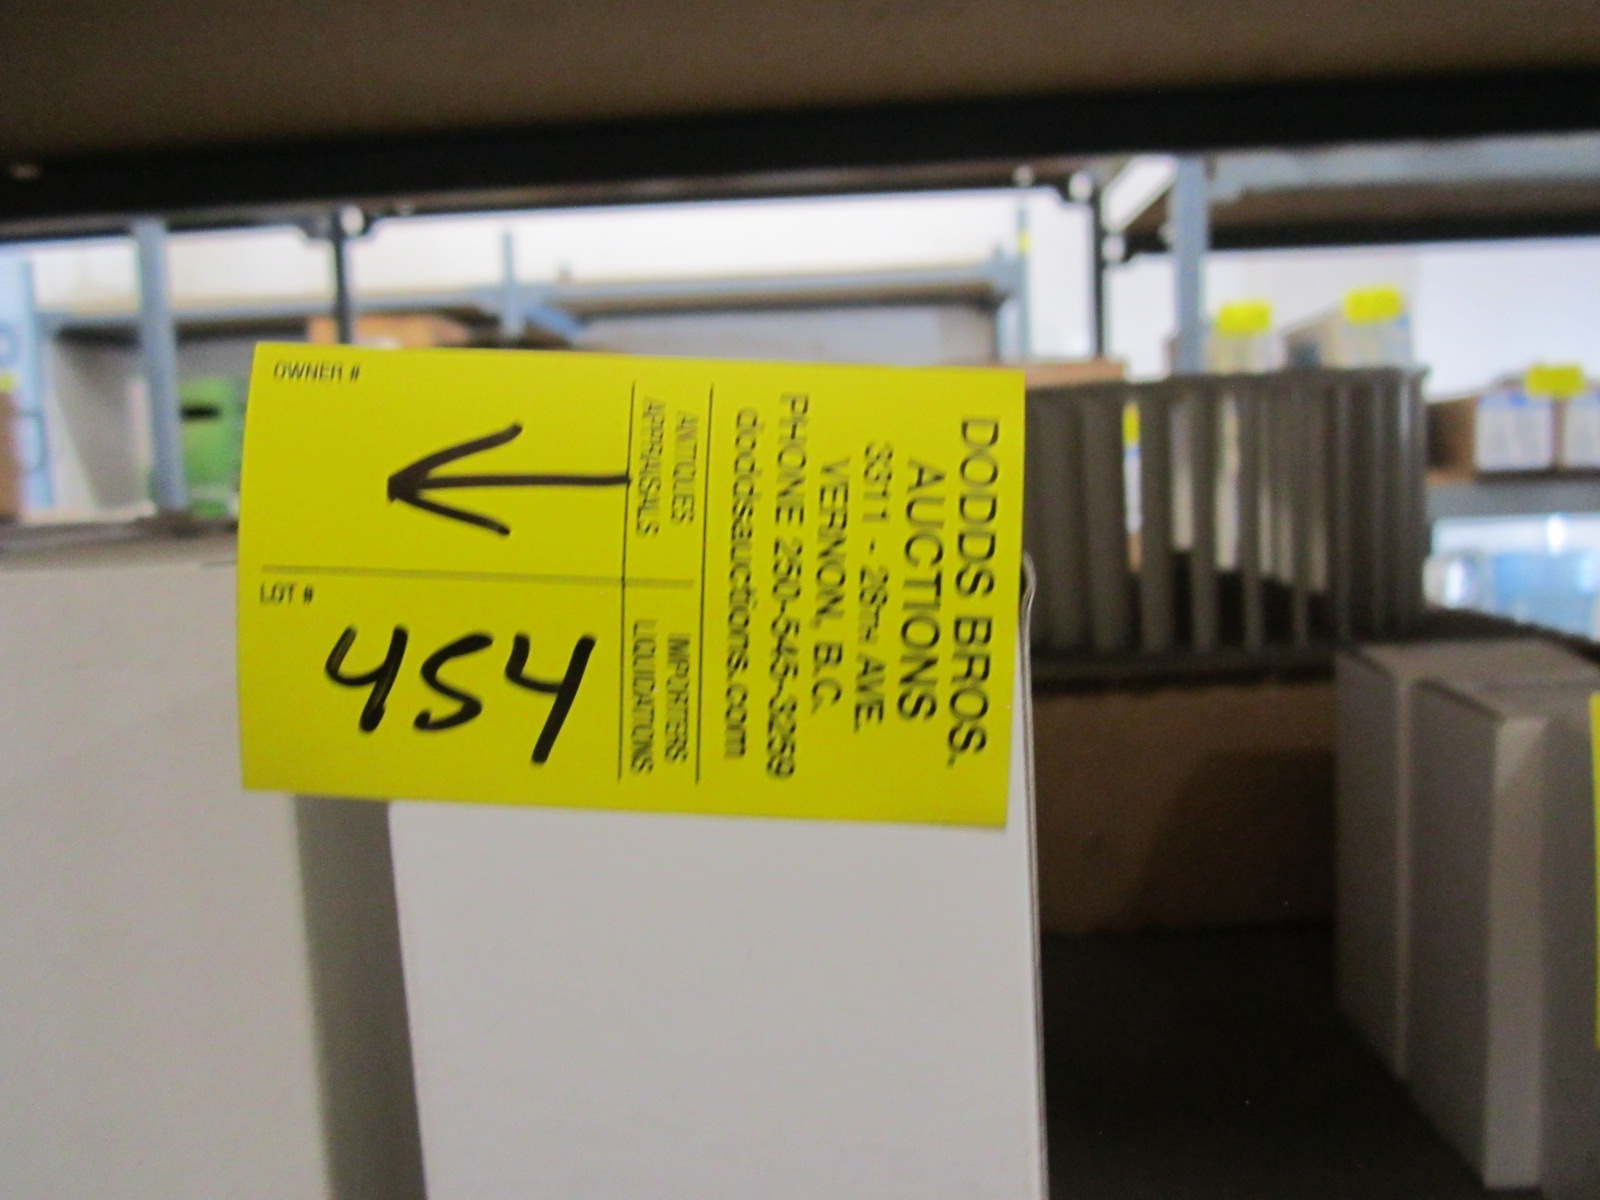 DODDS BROS.
AUCTIONS
3311 - 28TH AVE.
VERNON, B.C.
PHONE 250-545-3259
doddsauctions.com
ANTIQUES IMPORTERS
APPRAISALS LIQUIDATIONS
OWNER #
LOT #
454